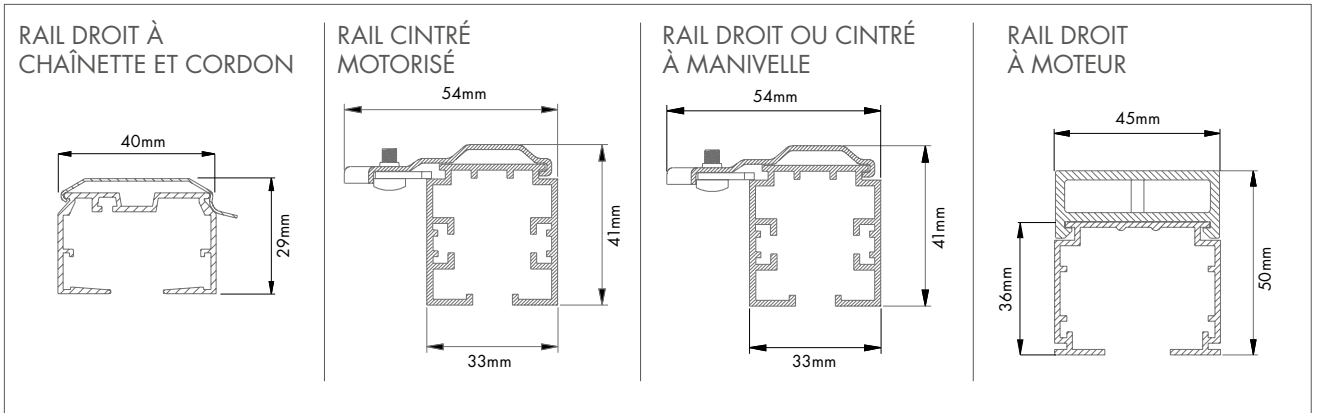 RAIL DROIT À
CHAÎNETTE ET CORDON
40mm
29mm
RAIL CINTRÉ
MOTORISÉ
54mm
41mm
33mm
RAIL DROIT OU CINTRÉ
À MANIVELLE
54mm
41mm
33mm
RAIL DROIT
À MOTEUR
45mm
36mm
50mm